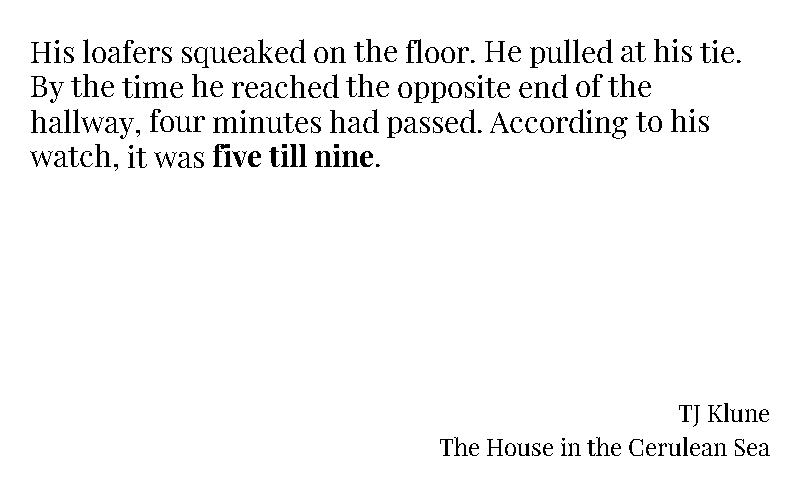 His loafers squeaked on the floor. He pulled at his tie.
By the time he reached the opposite end of the
hallway, four minutes had passed. According to his
watch, it was five till nine.
TJ Klune
The House in the Cerulean Sea